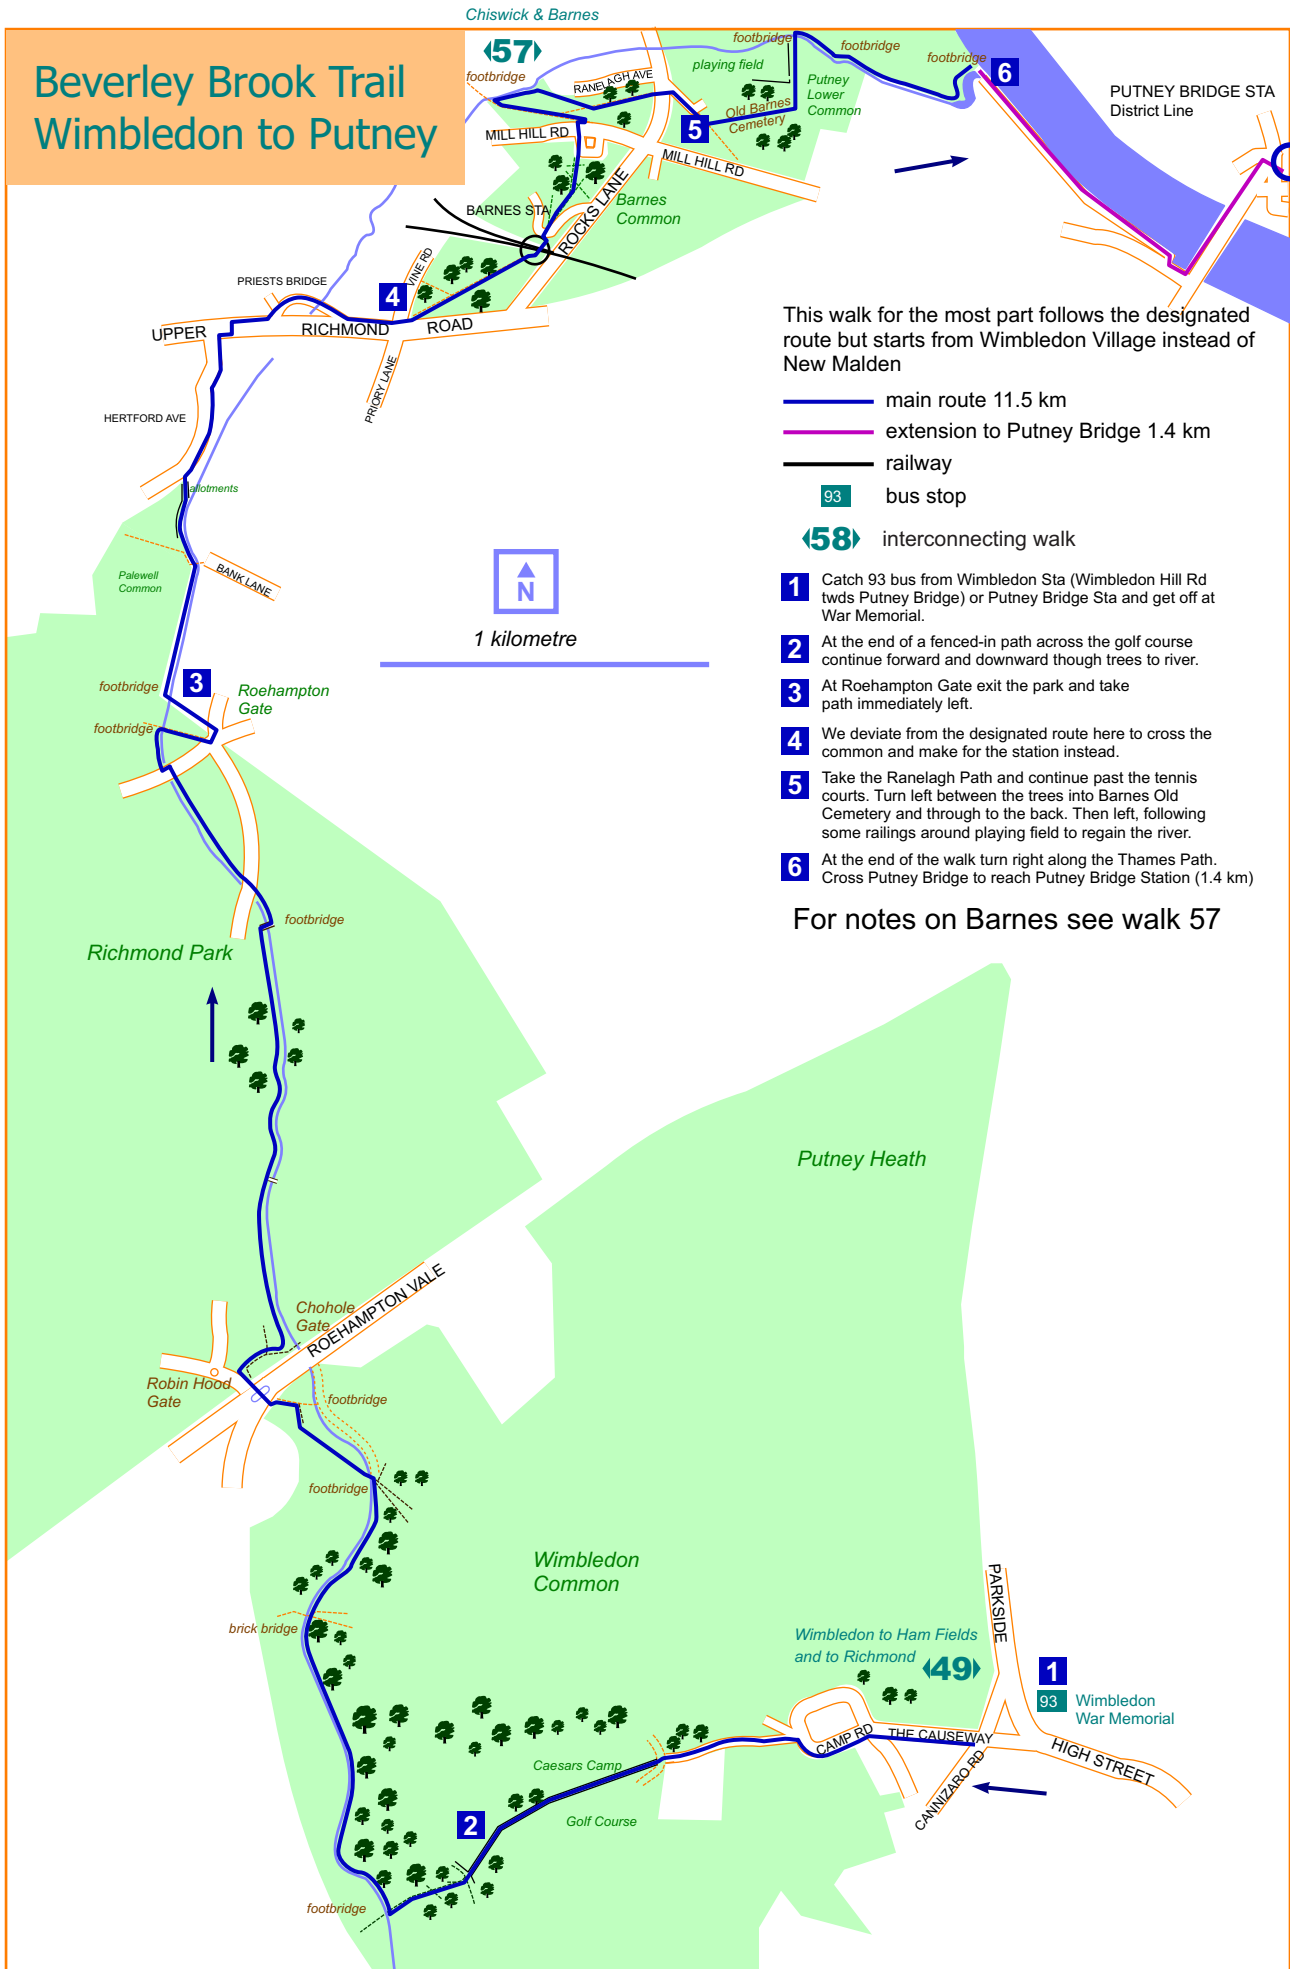 Chiswick & Barnes
57
Beverley Brook Trail
Wimbledon to Putney
footbridge
RANELAGH AVE
playing field
footbridge
footbridge
footbridge
6
Putney
Lower
Common
PUTNEY BRIDGE STA
District Line
MILL HILL RD
5
Old Barnes
Cemetery
MILL HILL RD
BARNES STA
ROCKS LANE
Barnes
Common
VINE RD
PRIESTS BRIDGE
4
UPPER
RICHMOND
ROAD
PRIORY LANE
HERTFORD AVE
allotments
BANK LANE
Palewell
Common
N
1 kilometre
This walk for the most part follows the designated
route but starts from Wimbledon Village instead of
New Malden
main route 11.5 km
extension to Putney Bridge 1.4 km
railway
93
bus stop
58
interconnecting walk
1
Catch 93 bus from Wimbledon Sta (Wimbledon Hill Rd
twds Putney Bridge) or Putney Bridge Sta and get off at
War Memorial.
2
At the end of a fenced-in path across the golf course
continue forward and downward though trees to river.
3
At Roehampton Gate exit the park and take
path immediately left.
4
We deviate from the designated route here to cross the
common and make for the station instead.
5
Take the Ranelagh Path and continue past the tennis
courts. Turn left between the trees into Barnes Old
Cemetery and through to the back. Then left, following
some railings around playing field to regain the river.
6
At the end of the walk turn right along the Thames Path.
Cross Putney Bridge to reach Putney Bridge Station (1.4 km)
For notes on Barnes see walk 57
footbridge
3
Roehampton
Gate
footbridge
footbridge
Richmond Park
Putney Heath
Chohole
Gate
ROEHAMPTON VALE
Robin Hood
Gate
footbridge
footbridge
Wimbledon
Common
brick bridge
PARKSIDE
Wimbledon to Ham Fields
and to Richmond
49
1
93
Wimbledon
War Memorial
CAMP RD
THE CAUSEWAY
HIGH STREET
CANNIZARO RD
Caesars Camp
Golf Course
2
footbridge